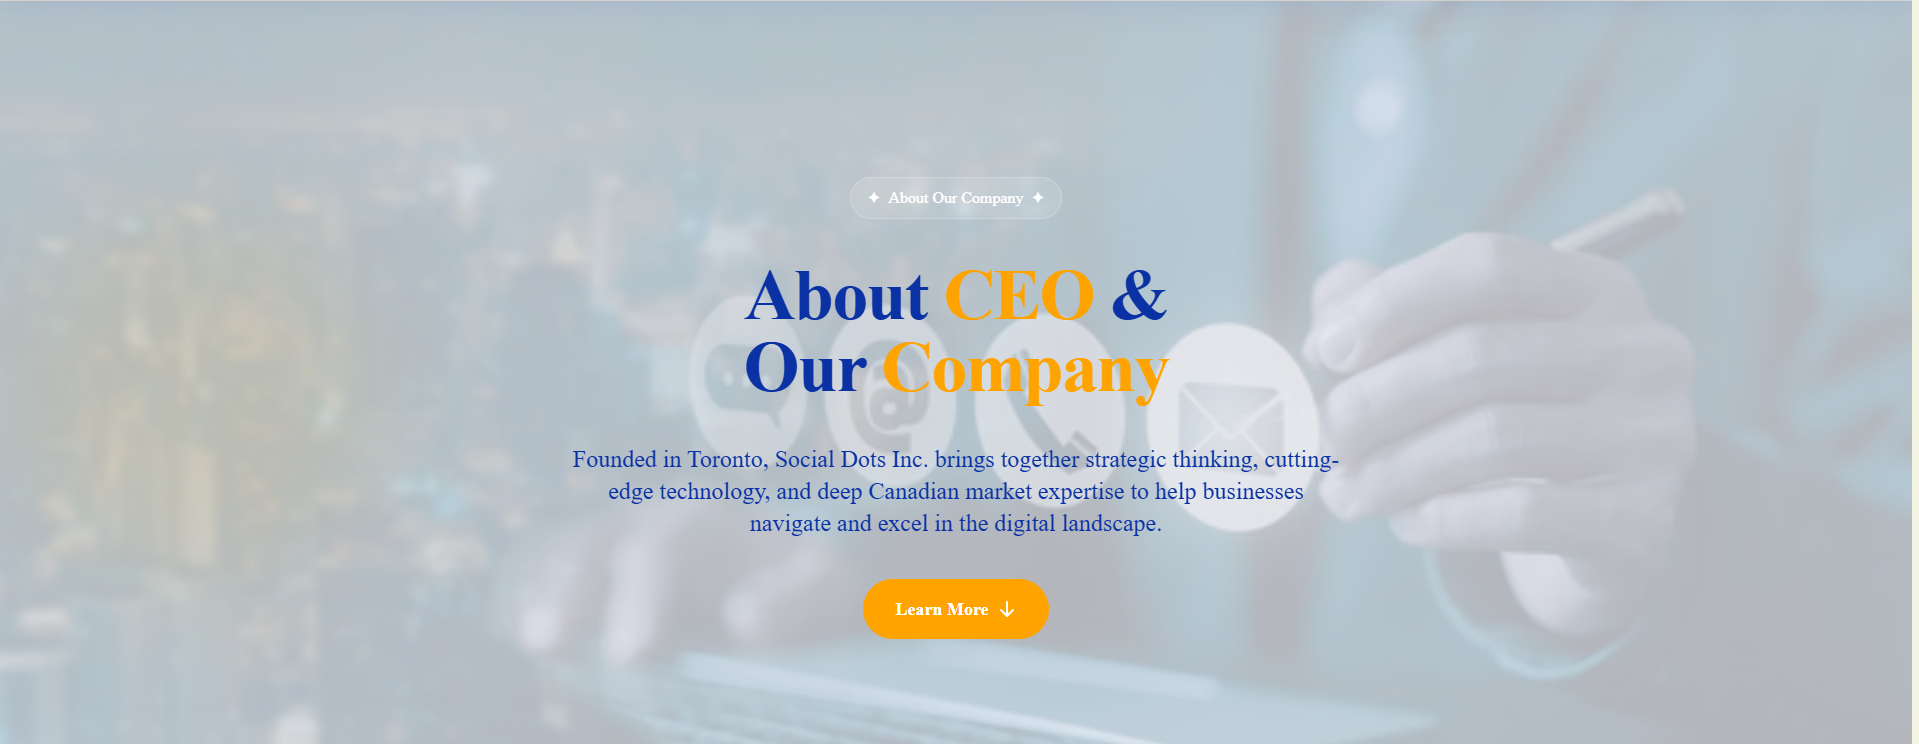 ✦ About Our Company ✦
About CEO &
Our Company
Founded in Toronto, Social Dots Inc. brings together strategic thinking, cutting-
edge technology, and deep Canadian market expertise to help businesses
navigate and excel in the digital landscape.
Learn More ↓